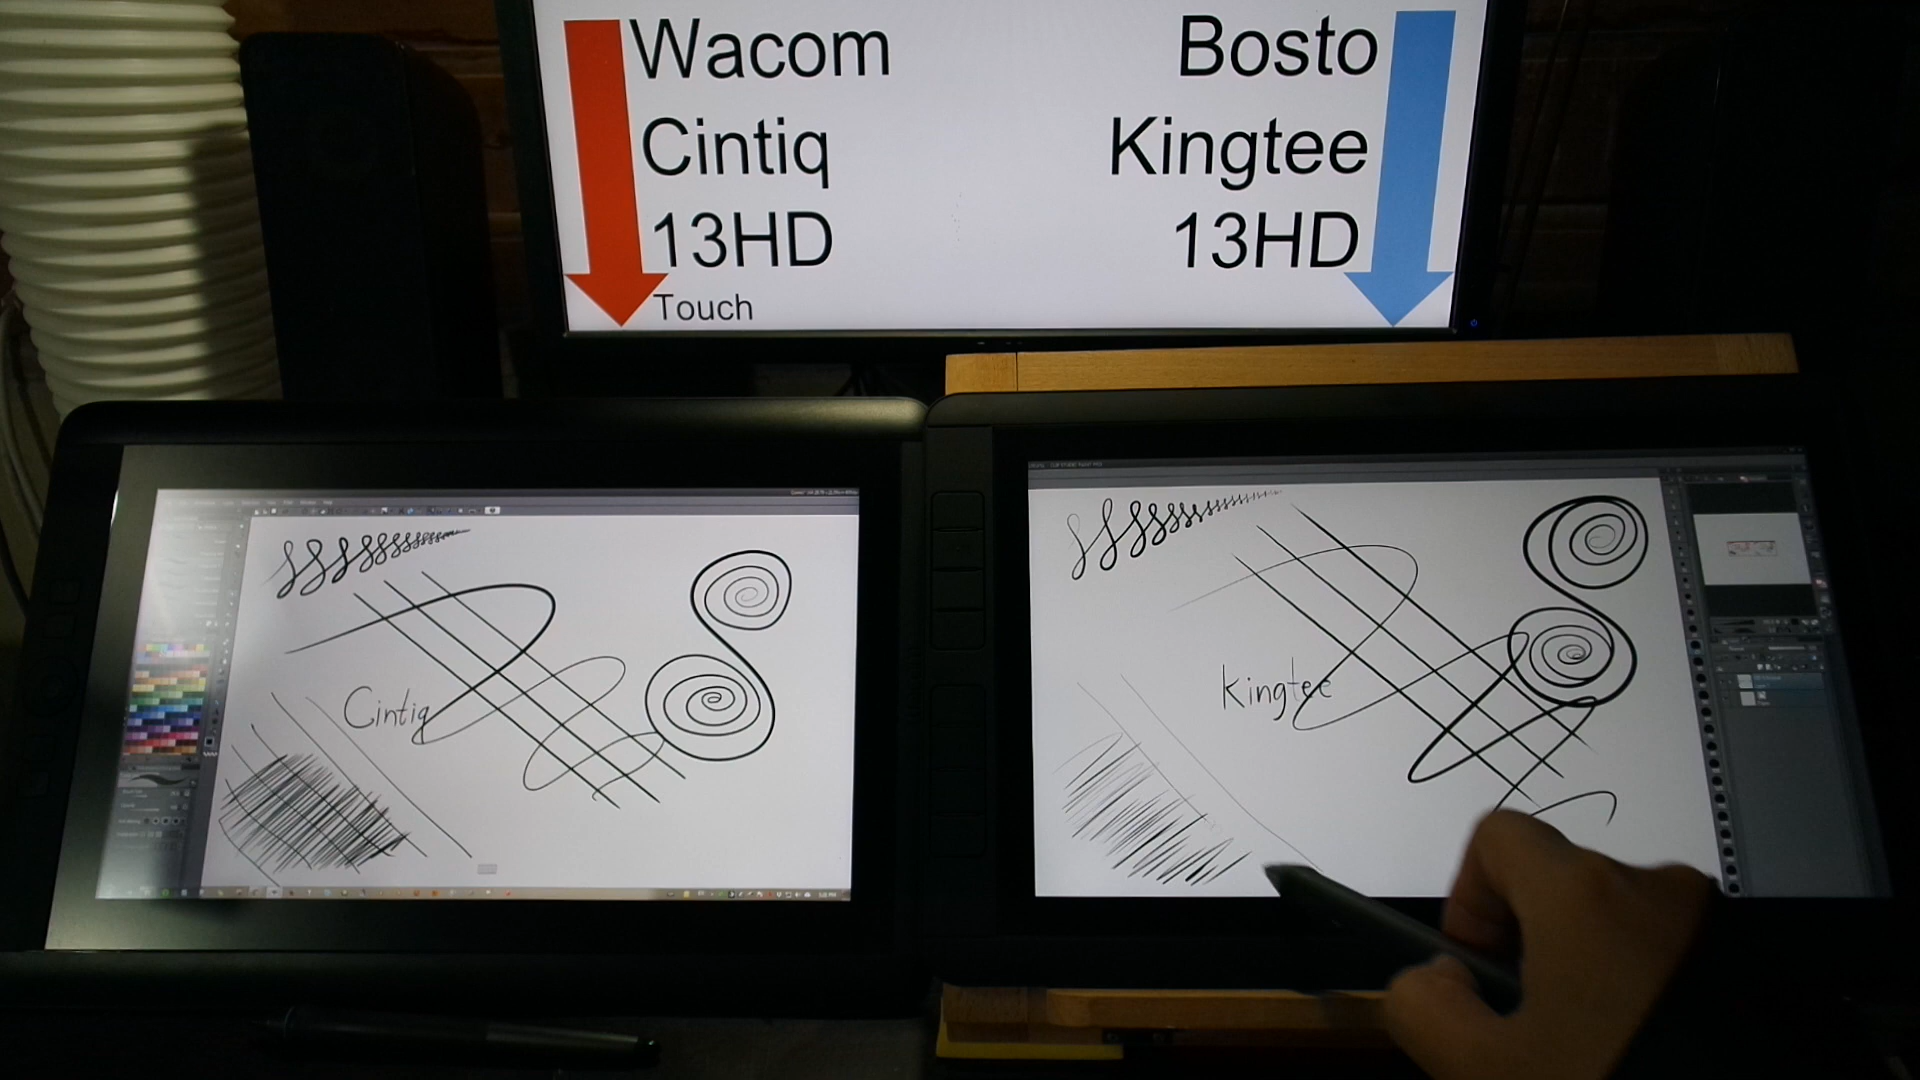 Wacom
Cintiq
13HD
Touch
Bosto
Kingtee
13HD
Cintiq
Kingtee